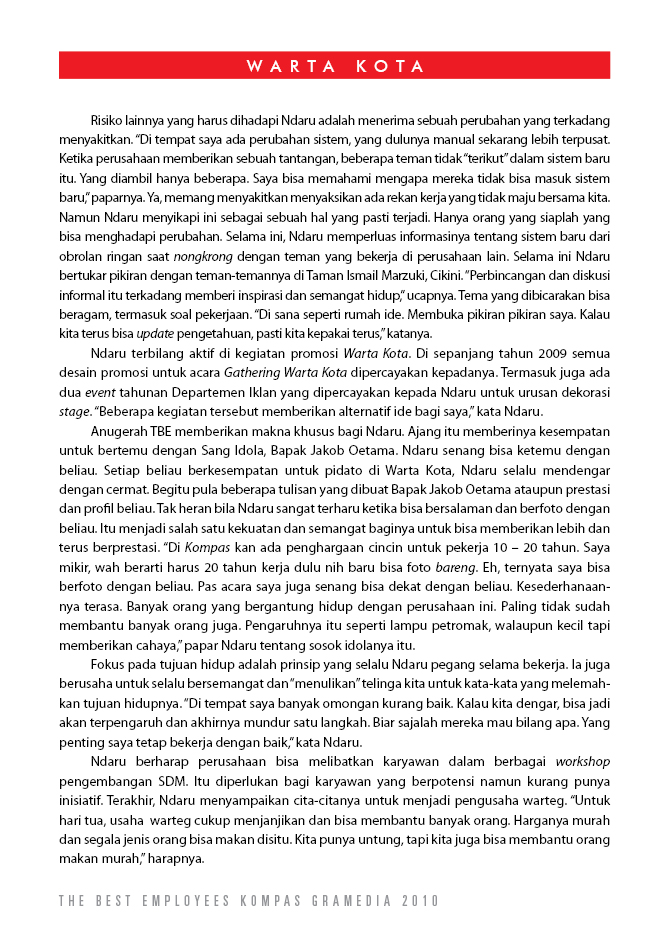 WARTA KOTA
Risiko lainnya yang harus dihadapi Ndaru adalah menerima sebuah perubahan yang terkadang
menyakitkan. “Di tempat saya ada perubahan sistem, yang dulunya manual sekarang lebih terpusat.
Ketika perusahaan memberikan sebuah tantangan, beberapa teman tidak “terikut” dalam sistem baru
itu. Yang diambil hanya beberapa. Saya bisa memahami mengapa mereka tidak bisa masuk sistem
baru,” paparnya. Ya, memang menyakitkan menyaksikan ada rekan kerja yang tidak maju bersama kita.
Namun Ndaru menyikapi ini sebagai sebuah hal yang pasti terjadi. Hanya orang yang siaplah yang
bisa menghadapi perubahan. Selama ini, Ndaru memperluas informasinya tentang sistem baru dari
obrolan ringan saat nongkrong dengan teman yang bekerja di perusahaan lain. Selama ini Ndaru
bertukar pikiran dengan teman-temannya di Taman Ismail Marzuki, Cikini. “Perbincangan dan diskusi
informal itu terkadang memberi inspirasi dan semangat hidup,“ ucapnya. Tema yang dibicarakan bisa
beragam, termasuk soal pekerjaan. “Di sana seperti rumah ide. Membuka pikiran pikiran saya. Kalau
kita terus bisa update pengetahuan, pasti kita kepakai terus,” katanya.
Ndaru terbilang aktif di kegiatan promosi Warta Kota. Di sepanjang tahun 2009 semua
desain promosi untuk acara Gathering Warta Kota dipercayakan kepadanya. Termasuk juga ada
dua event tahunan Departemen Iklan yang dipercayakan kepada Ndaru untuk urusan dekorasi
stage. “Beberapa kegiatan tersebut memberikan alternatif ide bagi saya,” kata Ndaru.
Anugerah TBE memberikan makna khusus bagi Ndaru. Ajang itu memberinya kesempatan
untuk bertemu dengan Sang Idola, Bapak Jakob Oetama. Ndaru senang bisa ketemu dengan
beliau. Setiap beliau berkesempatan untuk pidato di Warta Kota, Ndaru selalu mendengar
dengan cermat. Begitu pula beberapa tulisan yang dibuat Bapak Jakob Oetama ataupun prestasi
dan profil beliau. Tak heran bila Ndaru sangat terharu ketika bisa bersalaman dan berfoto dengan
beliau. Itu menjadi salah satu kekuatan dan semangat baginya untuk bisa memberikan lebih dan
terus berprestasi. “Di Kompas kan ada penghargaan cincin untuk pekerja 10 – 20 tahun. Saya
mikir, wah berarti harus 20 tahun kerja dulu nih baru bisa foto bareng. Eh, ternyata saya bisa
berfoto dengan beliau. Pas acara saya juga senang bisa dekat dengan beliau. Kesederhanaan-
nya terasa. Banyak orang yang bergantung hidup dengan perusahaan ini. Paling tidak sudah
membantu banyak orang juga. Pengaruhnya itu seperti lampu petromak, walaupun kecil tapi
memberikan cahaya,” papar Ndaru tentang sosok idolanya itu.
Fokus pada tujuan hidup adalah prinsip yang selalu Ndaru pegang selama bekerja. Ia juga
berusaha untuk selalu bersemangat dan “menulikan” telinga kita untuk kata-kata yang melemah-
kan tujuan hidupnya. “Di tempat saya banyak omongan kurang baik. Kalau kita dengar, bisa jadi
akan terpengaruh dan akhirnya mundur satu langkah. Biar sajalah mereka mau bilang apa. Yang
penting saya tetap bekerja dengan baik,” kata Ndaru.
Ndaru berharap perusahaan bisa melibatkan karyawan dalam berbagai workshop
pengembangan SDM. Itu diperlukan bagi karyawan yang berpotensi namun kurang punya
inisiatif. Terakhir, Ndaru menyampaikan cita-citanya untuk menjadi pengusaha warteg. “Untuk
hari tua, usaha warteg cukup menjanjikan dan bisa membantu banyak orang. Harganya murah
dan segala jenis orang bisa makan disitu. Kita punya untung, tapi kita juga bisa membantu orang
makan murah,” harapnya.
THE BEST EMPLOYEES KOMPAS GRAMEDIA 2010